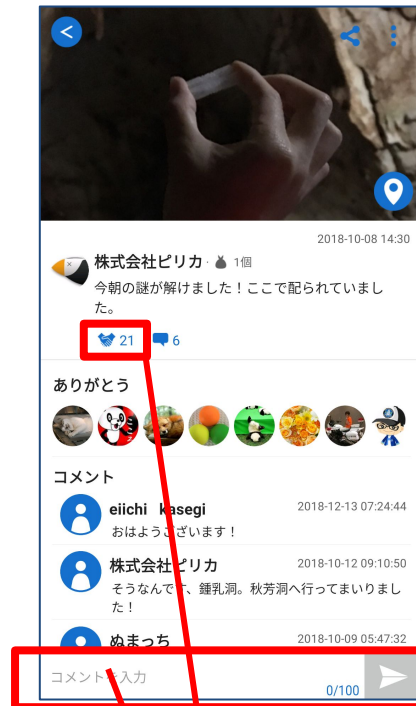 2018-10-08 14:30
株式会社ピリカ · 1個
今朝の謎が解けました！ここで配られていまし
た。
21 6
ありがとう
コメント
eiichi kasegi 2018-12-13 07:24:44
おはようございます！
株式会社ピリカ 2018-10-12 09:10:50
そうなんです、鍾乳洞。秋芳洞へ行ってまいりまし
た！
ぬまっち 2018-10-09 05:47:32
コメントを入力
0/100